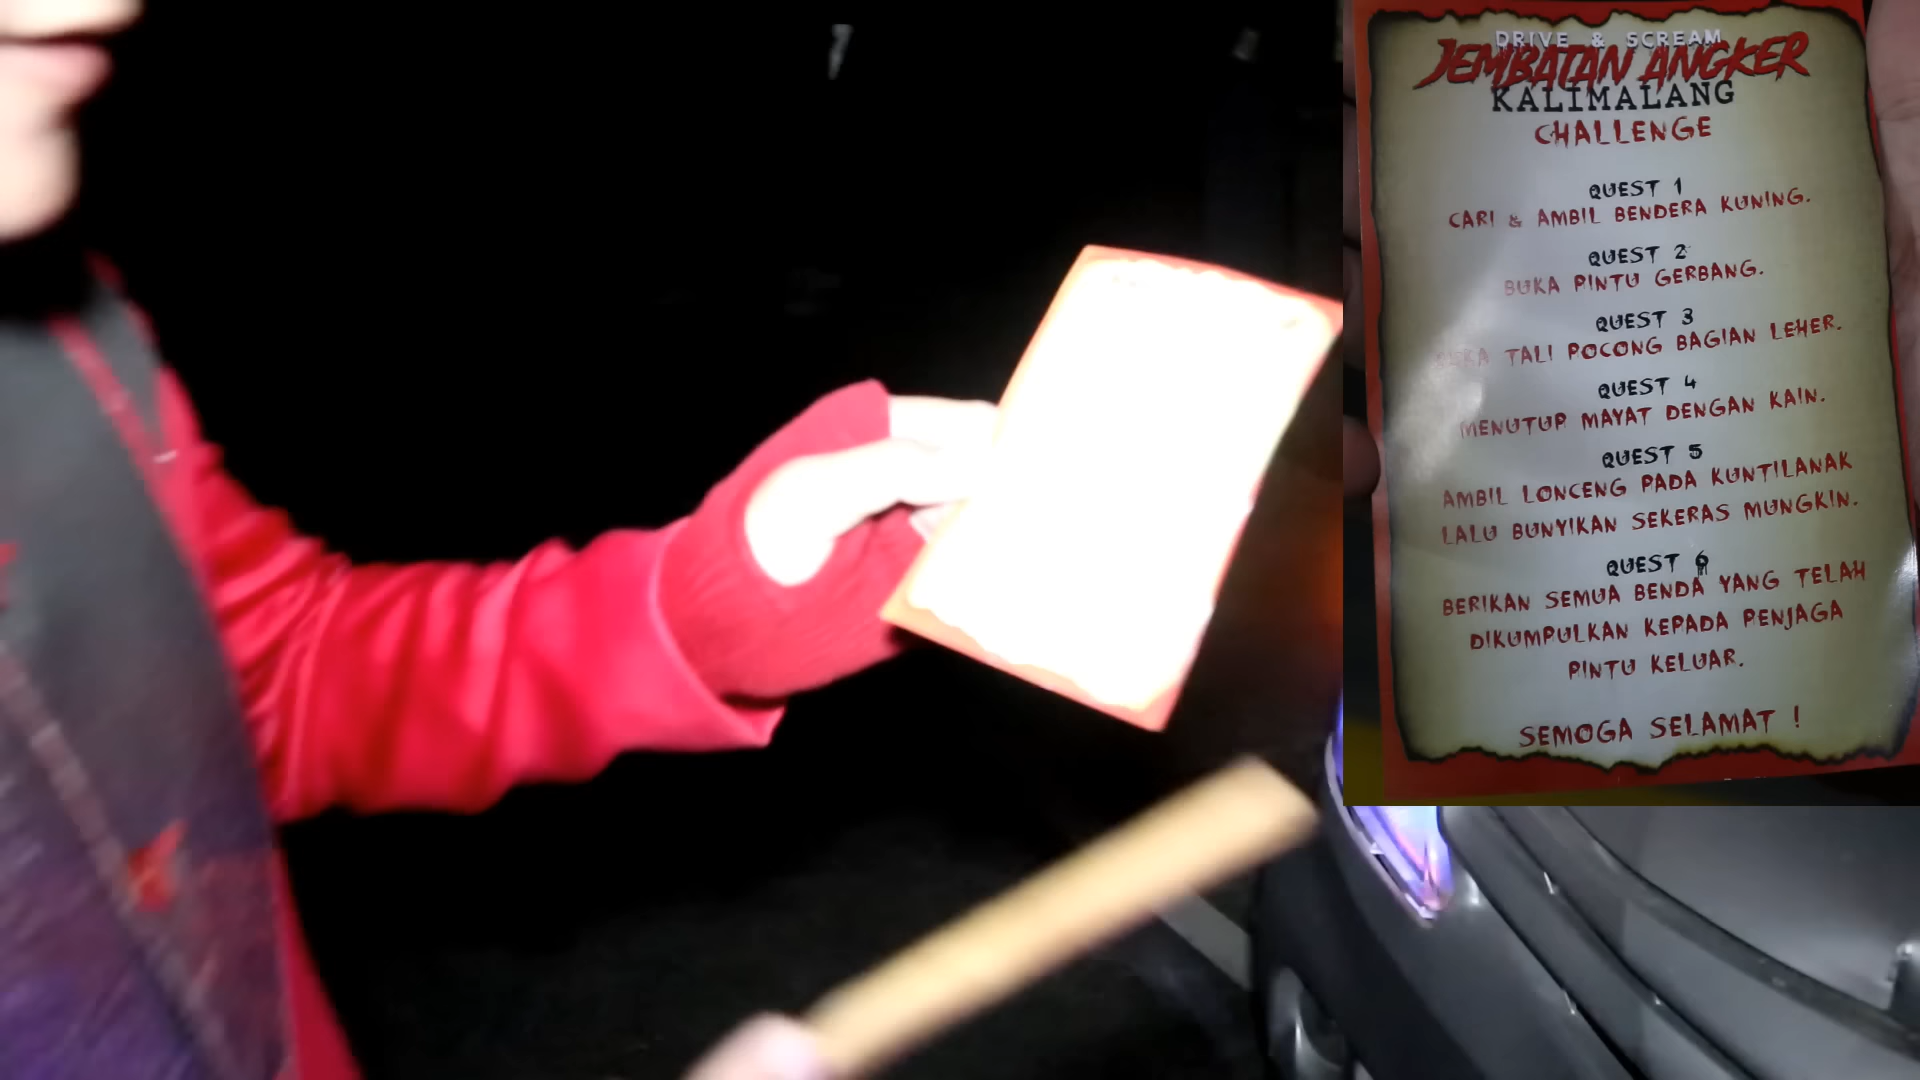 DRIVE & SCREAM
JEMBATAN ANGKER
KALIMALANG
CHALLENGE
QUEST 1
CARI & AMBIL BENDERA KUNING.
QUEST 2
BUKA PINTU GERBANG.
QUEST 3
BUKA TALI POCONG BAGIAN LEHER.
QUEST 4
MENUTUP MAYAT DENGAN KAIN.
QUEST 5
AMBIL LONCENG PADA KUNTILANAK
LALU BUNYIKAN SEKERAS MUNGKIN.
QUEST 6
BERIKAN SEMUA BENDA YANG TELAH
DIKUMPULKAN KEPADA PENJAGA
PINTU KELUAR.
SEMOGA SELAMAT !